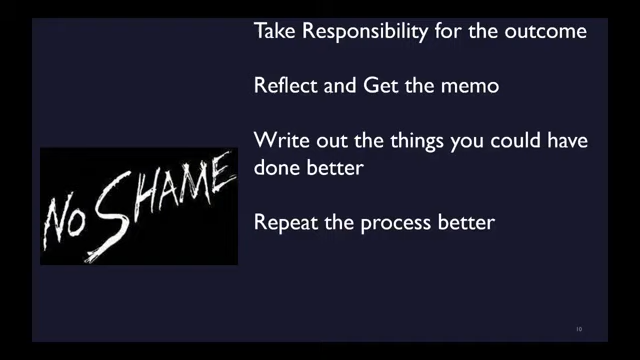 Take Responsibility for the outcome
Reflect and Get the memo
Write out the things you could have
done better
Repeat the process better
NO SHAME
10